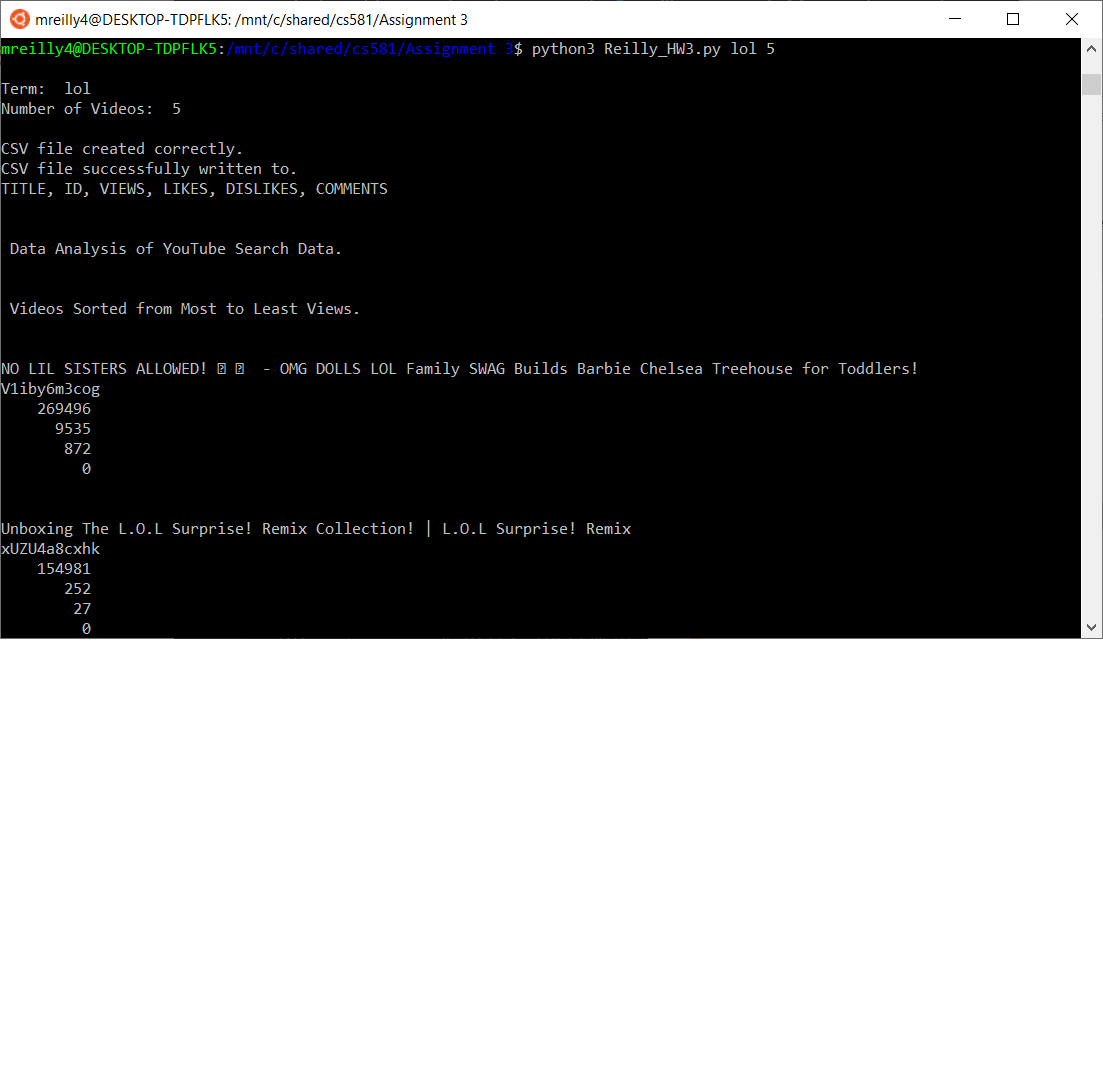 mreilly4@DESKTOP-TDPFLK5: /mnt/c/shared/cs581/Assignment 3
mreilly4@DESKTOP-TDPFLK5:/mnt/c/shared/cs581/Assignment 3$ python3 Reilly_HW3.py lol 5
Term:  lol
Number of Videos:  5
CSV file created correctly.
CSV file successfully written to.
TITLE, ID, VIEWS, LIKES, DISLIKES, COMMENTS
Data Analysis of YouTube Search Data.
Videos Sorted from Most to Least Views.
NO LIL SISTERS ALLOWED! - OMG DOLLS LOL Family SWAG Builds Barbie Chelsea Treehouse for Toddlers!
V1iby6m3cog
269496
9535
872
0
Unboxing The L.O.L Surprise! Remix Collection! | L.O.L Surprise! Remix
xUZU4a8cxhk
154981
252
27
0